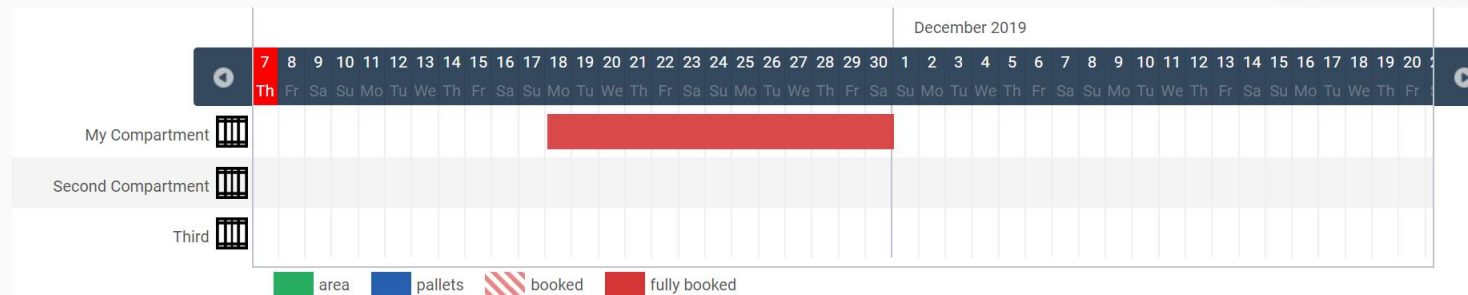 December 2019
7 8 9 10 11 12 13 14 15 16 17 18 19 20 21 22 23 24 25 26 27 28 29 30 1 2 3 4 5 6 7 8 9 10 11 12 13 14 15 16 17 18 19 20
Th Fr Sa Su Mo Tu We Th Fr Sa Su Mo Tu We Th Fr Sa Su Mo Tu We Th Fr Sa Su Mo Tu We Th Fr Sa Su Mo Tu We Th Fr Sa Su Mo Tu We Th Fr
My Compartment
Second Compartment
Third
area pallets booked fully booked